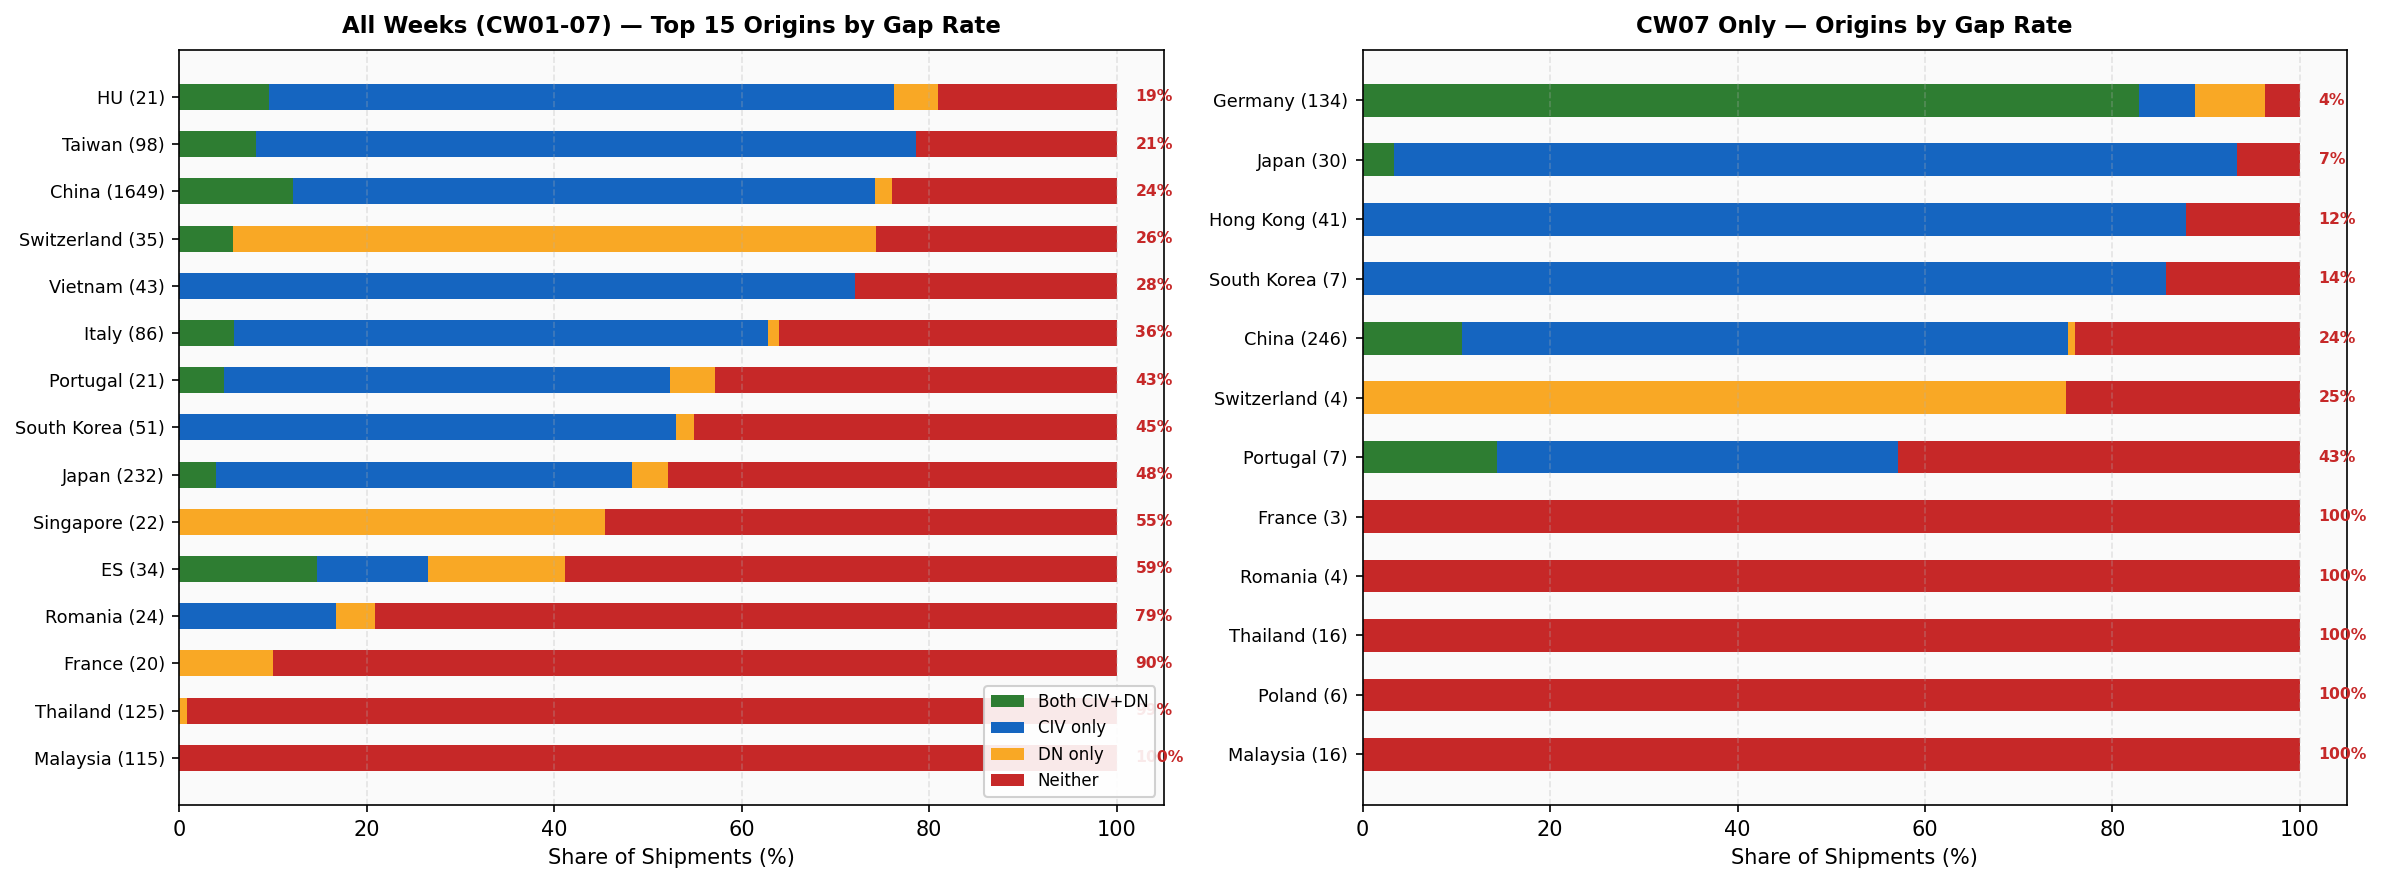 All Weeks (CW01-07) — Top 15 Origins by Gap Rate
HU (21) 19%
Taiwan (98) 21%
China (1649) 24%
Switzerland (35) 26%
Vietnam (43) 28%
Italy (86) 36%
Portugal (21) 43%
South Korea (51) 45%
Japan (232) 48%
Singapore (22) 55%
ES (34) 59%
Romania (24) 79%
France (20) 90%
Thailand (125)
Malaysia (115) 100%
Both CIV+DN
CIV only
DN only
Neither
0 20 40 60 80 100
Share of Shipments (%)
CW07 Only — Origins by Gap Rate
Germany (134) 4%
Japan (30) 7%
Hong Kong (41) 12%
South Korea (7) 14%
China (246) 24%
Switzerland (4) 25%
Portugal (7) 43%
France (3) 100%
Romania (4) 100%
Thailand (16) 100%
Poland (6) 100%
Malaysia (16) 100%
0 20 40 60 80 100
Share of Shipments (%)